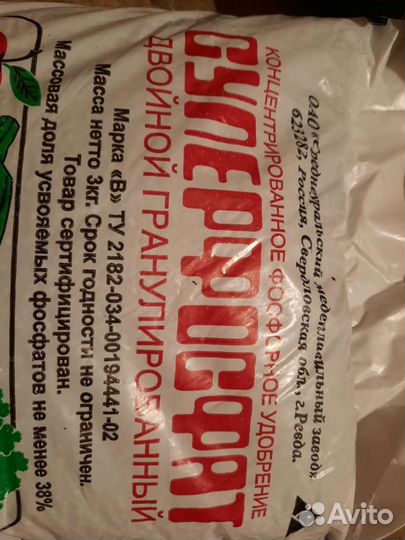 ОАО «Среднеуральский медеплавильный завод»
623282, Россия, Свердловская обл., г.Ревда.
КОНЦЕНТРИРОВАННОЕ ФОСФОРНОЕ УДОБРЕНИЕ
СУПЕРФОСФАТ
ДВОЙНОЙ ГРАНУЛИРОВАННЫЙ
Марка «В» ТУ 2182-034-00194441-02
Масса нетто 3кг. Срок годности не ограничен.
Товар сертифицирован.
Массовая доля усвояемых фосфатов не менее 38%
Avito